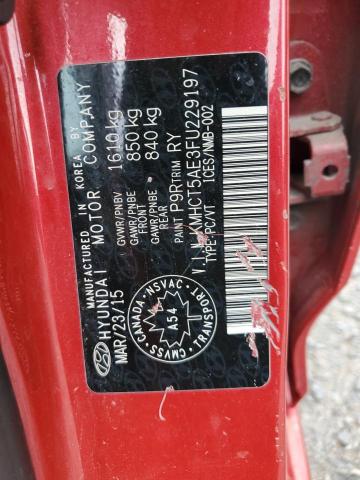 MANUFACTURED IN KOREA BY
HYUNDAI MOTOR COMPANY
MAR/23/15
GVWR/PNBV 1610 kg
GAWR/PNBE FRONT 850 kg
GAWR/PNBE REAR 840 kg
PAINT P9R TRIM RY
V.I.N. KMHCT5AE3FU229197
TYPE-PC/VT ICES/NMB-002
CANADA · NSVAC · TRANSPORT · CMVSS
A54